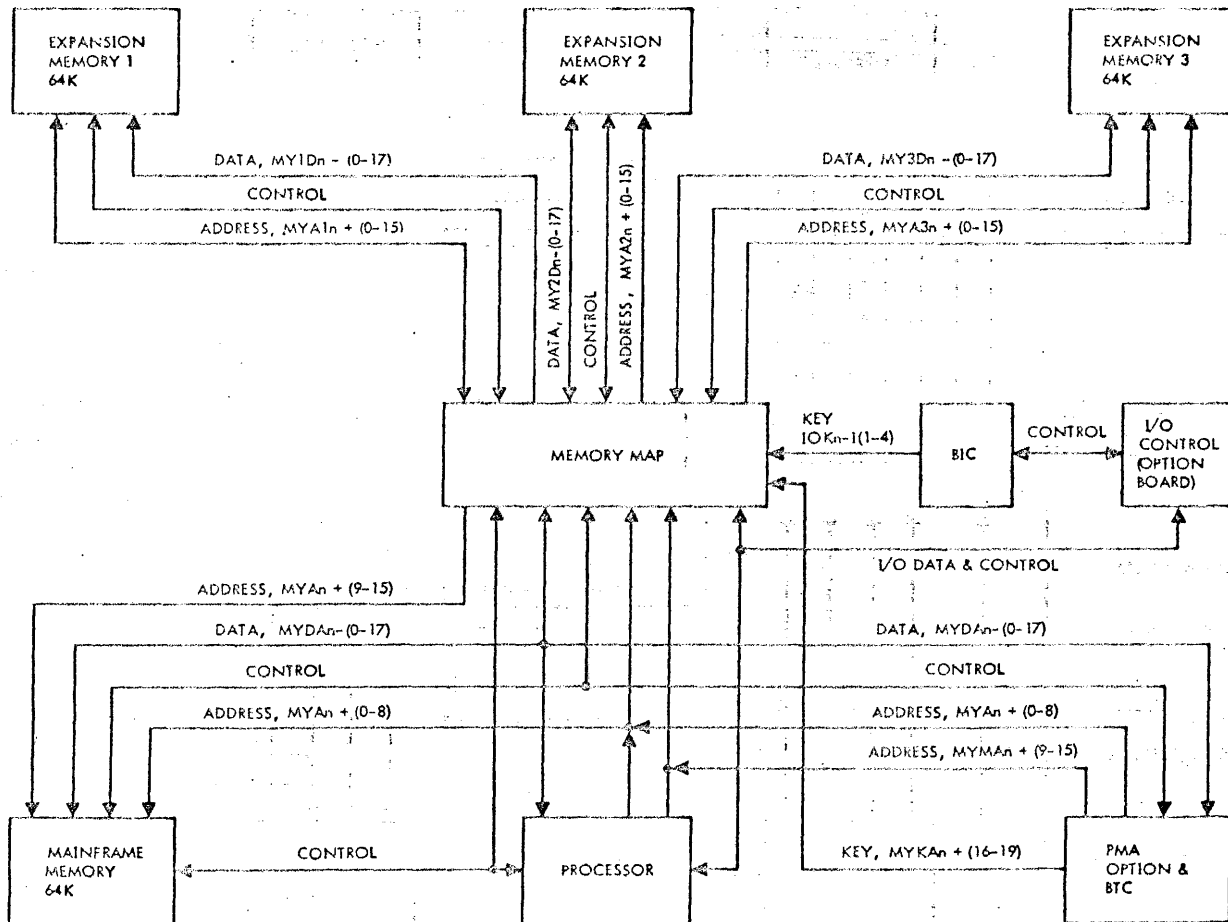 EXPANSION
MEMORY 1
64K
EXPANSION
MEMORY 2
64K
EXPANSION
MEMORY 3
64K
DATA, MY1Dn - (0-17)
CONTROL
ADDRESS, MYA1n + (0-15)
DATA, MY2Dn-(0-17)
CONTROL
ADDRESS, MYA2n + (0-15)
DATA, MY3Dn -(0-17)
CONTROL
ADDRESS, MYA3n + (0-15)
MEMORY MAP
KEY
IOKn-1(1-4)
BIC
CONTROL
I/O
CONTROL
(OPTION
BOARD)
I/O DATA & CONTROL
ADDRESS, MYAn + (9-15)
DATA, MYDAn-(0-17)
DATA, MYDAn-(0-17)
CONTROL
CONTROL
ADDRESS, MYAn + (0-8)
ADDRESS, MYAn + (0-8)
ADDRESS, MYMAn + (9-15)
MAINFRAME
MEMORY
64K
CONTROL
PROCESSOR
KEY, MYKAn + (16-19)
PMA
OPTION &
BTC